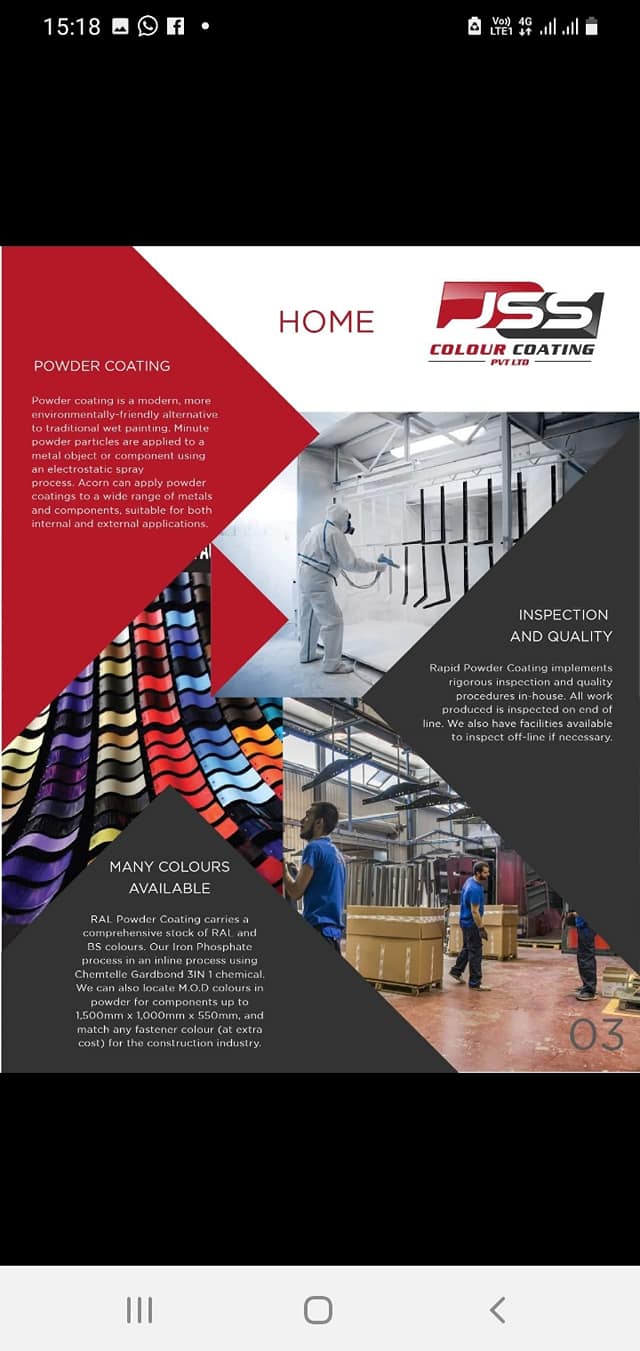 15:18
Vo)) 4G
LTE1
HOME
JSS
COLOUR COATING
PVT LTD
POWDER COATING
Powder coating is a modern, more
environmentally-friendly alternative
to traditional wet painting. Minute
powder particles are applied to a
metal object or component using
an electrostatic spray
process. Acorn can apply powder
coatings to a wide range of metals
and components, suitable for both
internal and external applications.
INSPECTION
AND QUALITY
Rapid Powder Coating implements
rigorous inspection and quality
procedures in-house. All work
produced is inspected on end of
line. We also have facilities available
to inspect off-line if necessary.
MANY COLOURS
AVAILABLE
RAL Powder Coating carries a
comprehensive stock of RAL and
BS colours. Our Iron Phosphate
process in an inline process using
Chemtelle Gardbond 3IN 1 chemical.
We can also locate M.O.D colours in
powder for components up to
1,500mm x 1,000mm x 550mm, and
match any fastener colour (at extra
cost) for the construction industry.
03